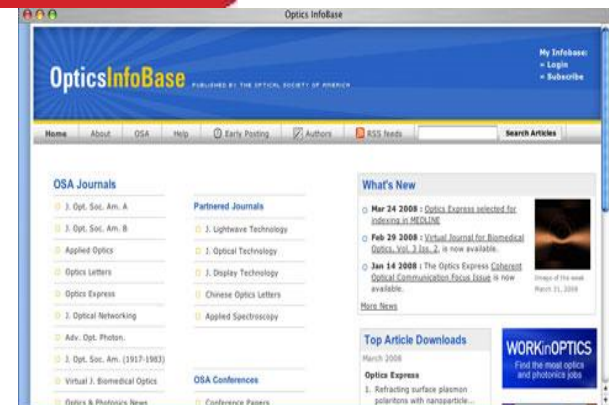 Optics InfoBase
OpticsInfoBase PUBLISHED BY THE OPTICAL SOCIETY OF AMERICA
My Infobase:
» Login
» Subscribe
Home About OSA Help Early Posting Authors RSS feeds Search Articles
OSA Journals
J. Opt. Soc. Am. A
J. Opt. Soc. Am. B
Applied Optics
Optics Letters
Optics Express
J. Optical Networking
Adv. Opt. Photon.
J. Opt. Soc. Am. (1917-1983)
Virtual J. Biomedical Optics
Optics & Photonics News
Partnered Journals
J. Lightwave Technology
J. Optical Technology
J. Display Technology
Chinese Optics Letters
Applied Spectroscopy
OSA Conferences
Conference Papers
What's New
Mar 24 2008 : Optics Express selected for
indexing in MEDLINE
Feb 29 2008 : Virtual Journal for Biomedical
Optics, Vol. 3 Iss. 2, is now available.
Jan 14 2008 : The Optics Express Coherent
Optical Communication Focus Issue is now
available.
More News
Image of the week
March 31, 2008
Top Article Downloads
March 2008
Optics Express
1. Refracting surface plasmon
polaritons with nanoparticle...
WORKinOPTICS
Find the most optics
and photonics jobs